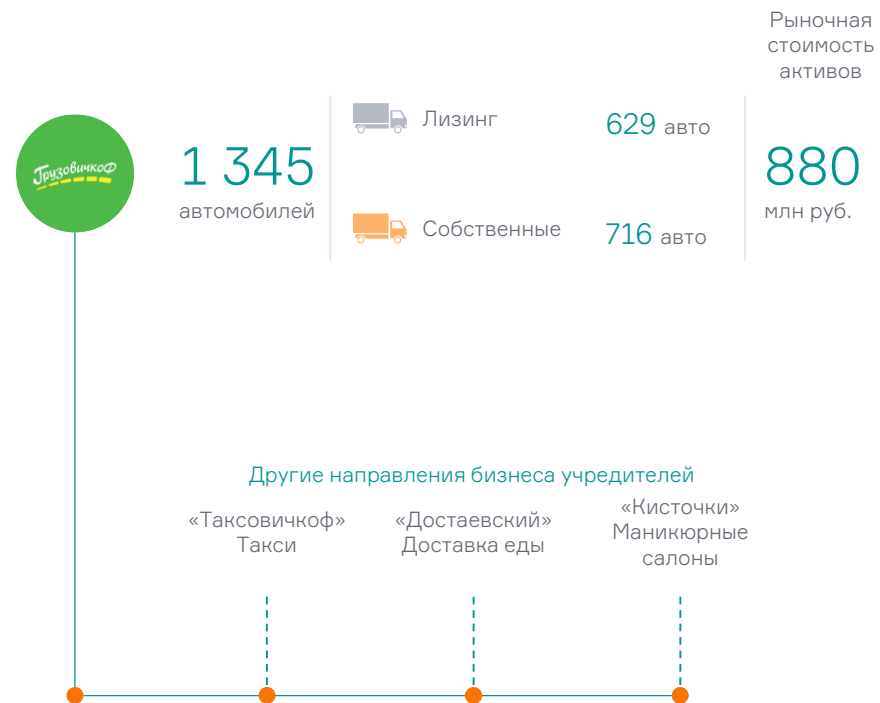 Рыночная
стоимость
активов
ГрузовичкоФ
1 345
автомобилей
Лизинг
629 авто
Собственные
716 авто
880
млн руб.
Другие направления бизнеса учредителей
«Таксовичкоф»
Такси
«Достаевский»
Доставка еды
«Кисточки»
Маникюрные
салоны